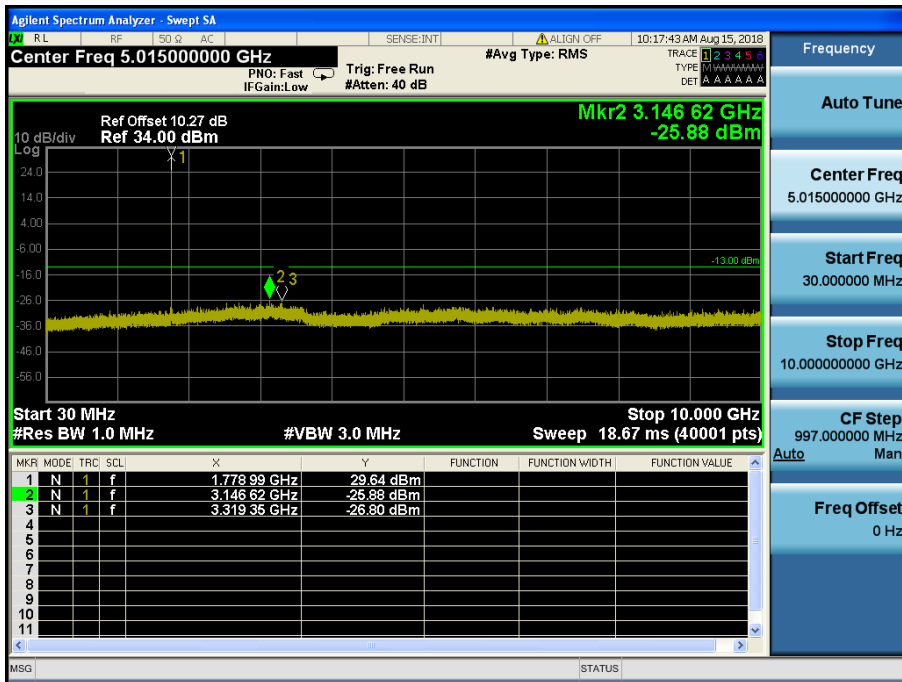 Agilent Spectrum Analyzer - Swept SA
LXI RL RF 50 Ω AC SENSE:INT ALIGN OFF 10:17:43 AM Aug 15, 2018
Center Freq 5.015000000 GHz
PNO: Fast
IFGain:Low
Trig: Free Run
#Atten: 40 dB
#Avg Type: RMS
TRACE 1 2 3 4 5 6
TYPE M
DET A A A A A A
Mkr2 3.146 62 GHz
-25.88 dBm
Ref Offset 10.27 dB
10 dB/div Ref 34.00 dBm
Log
1
24.0
14.0
4.00
-6.00
-13.00 dBm
-16.0
2 3
-26.0
-36.0
-46.0
-56.0
Start 30 MHz Stop 10.000 GHz
#Res BW 1.0 MHz #VBW 3.0 MHz Sweep 18.67 ms (40001 pts)
MKR MODE TRC SCL X Y FUNCTION FUNCTION WIDTH FUNCTION VALUE
1 N 1 f 1.778 99 GHz 29.64 dBm
2 N 1 f 3.146 62 GHz -25.88 dBm
3 N 1 f 3.319 35 GHz -26.80 dBm
4
5
6
7
8
9
10
11
MSG STATUS
Frequency
Auto Tune
Center Freq
5.015000000 GHz
Start Freq
30.000000 MHz
Stop Freq
10.000000000 GHz
CF Step
997.000000 MHz
Auto Man
Freq Offset
0 Hz